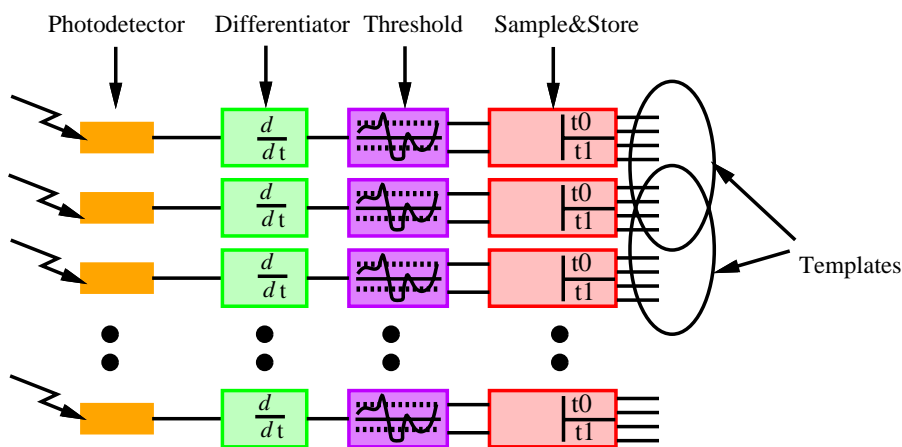 Photodetector Differentiator Threshold Sample&Store
d
dt
t0
t1
d
dt
t0
t1
d
dt
t0
t1
Templates
d
dt
t0
t1